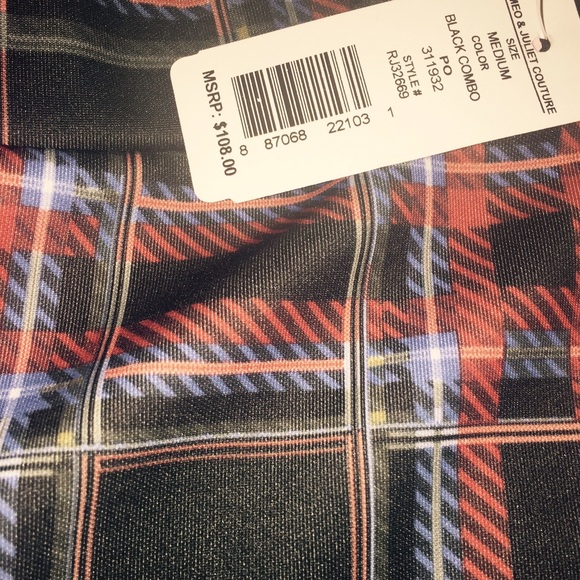 MEO & JULIET COUTURE
SIZE
MEDIUM
COLOR
BLACK COMBO
PO
311932
STYLE#
RJ32669
8 87068 22103 1
MSRP: $108.00